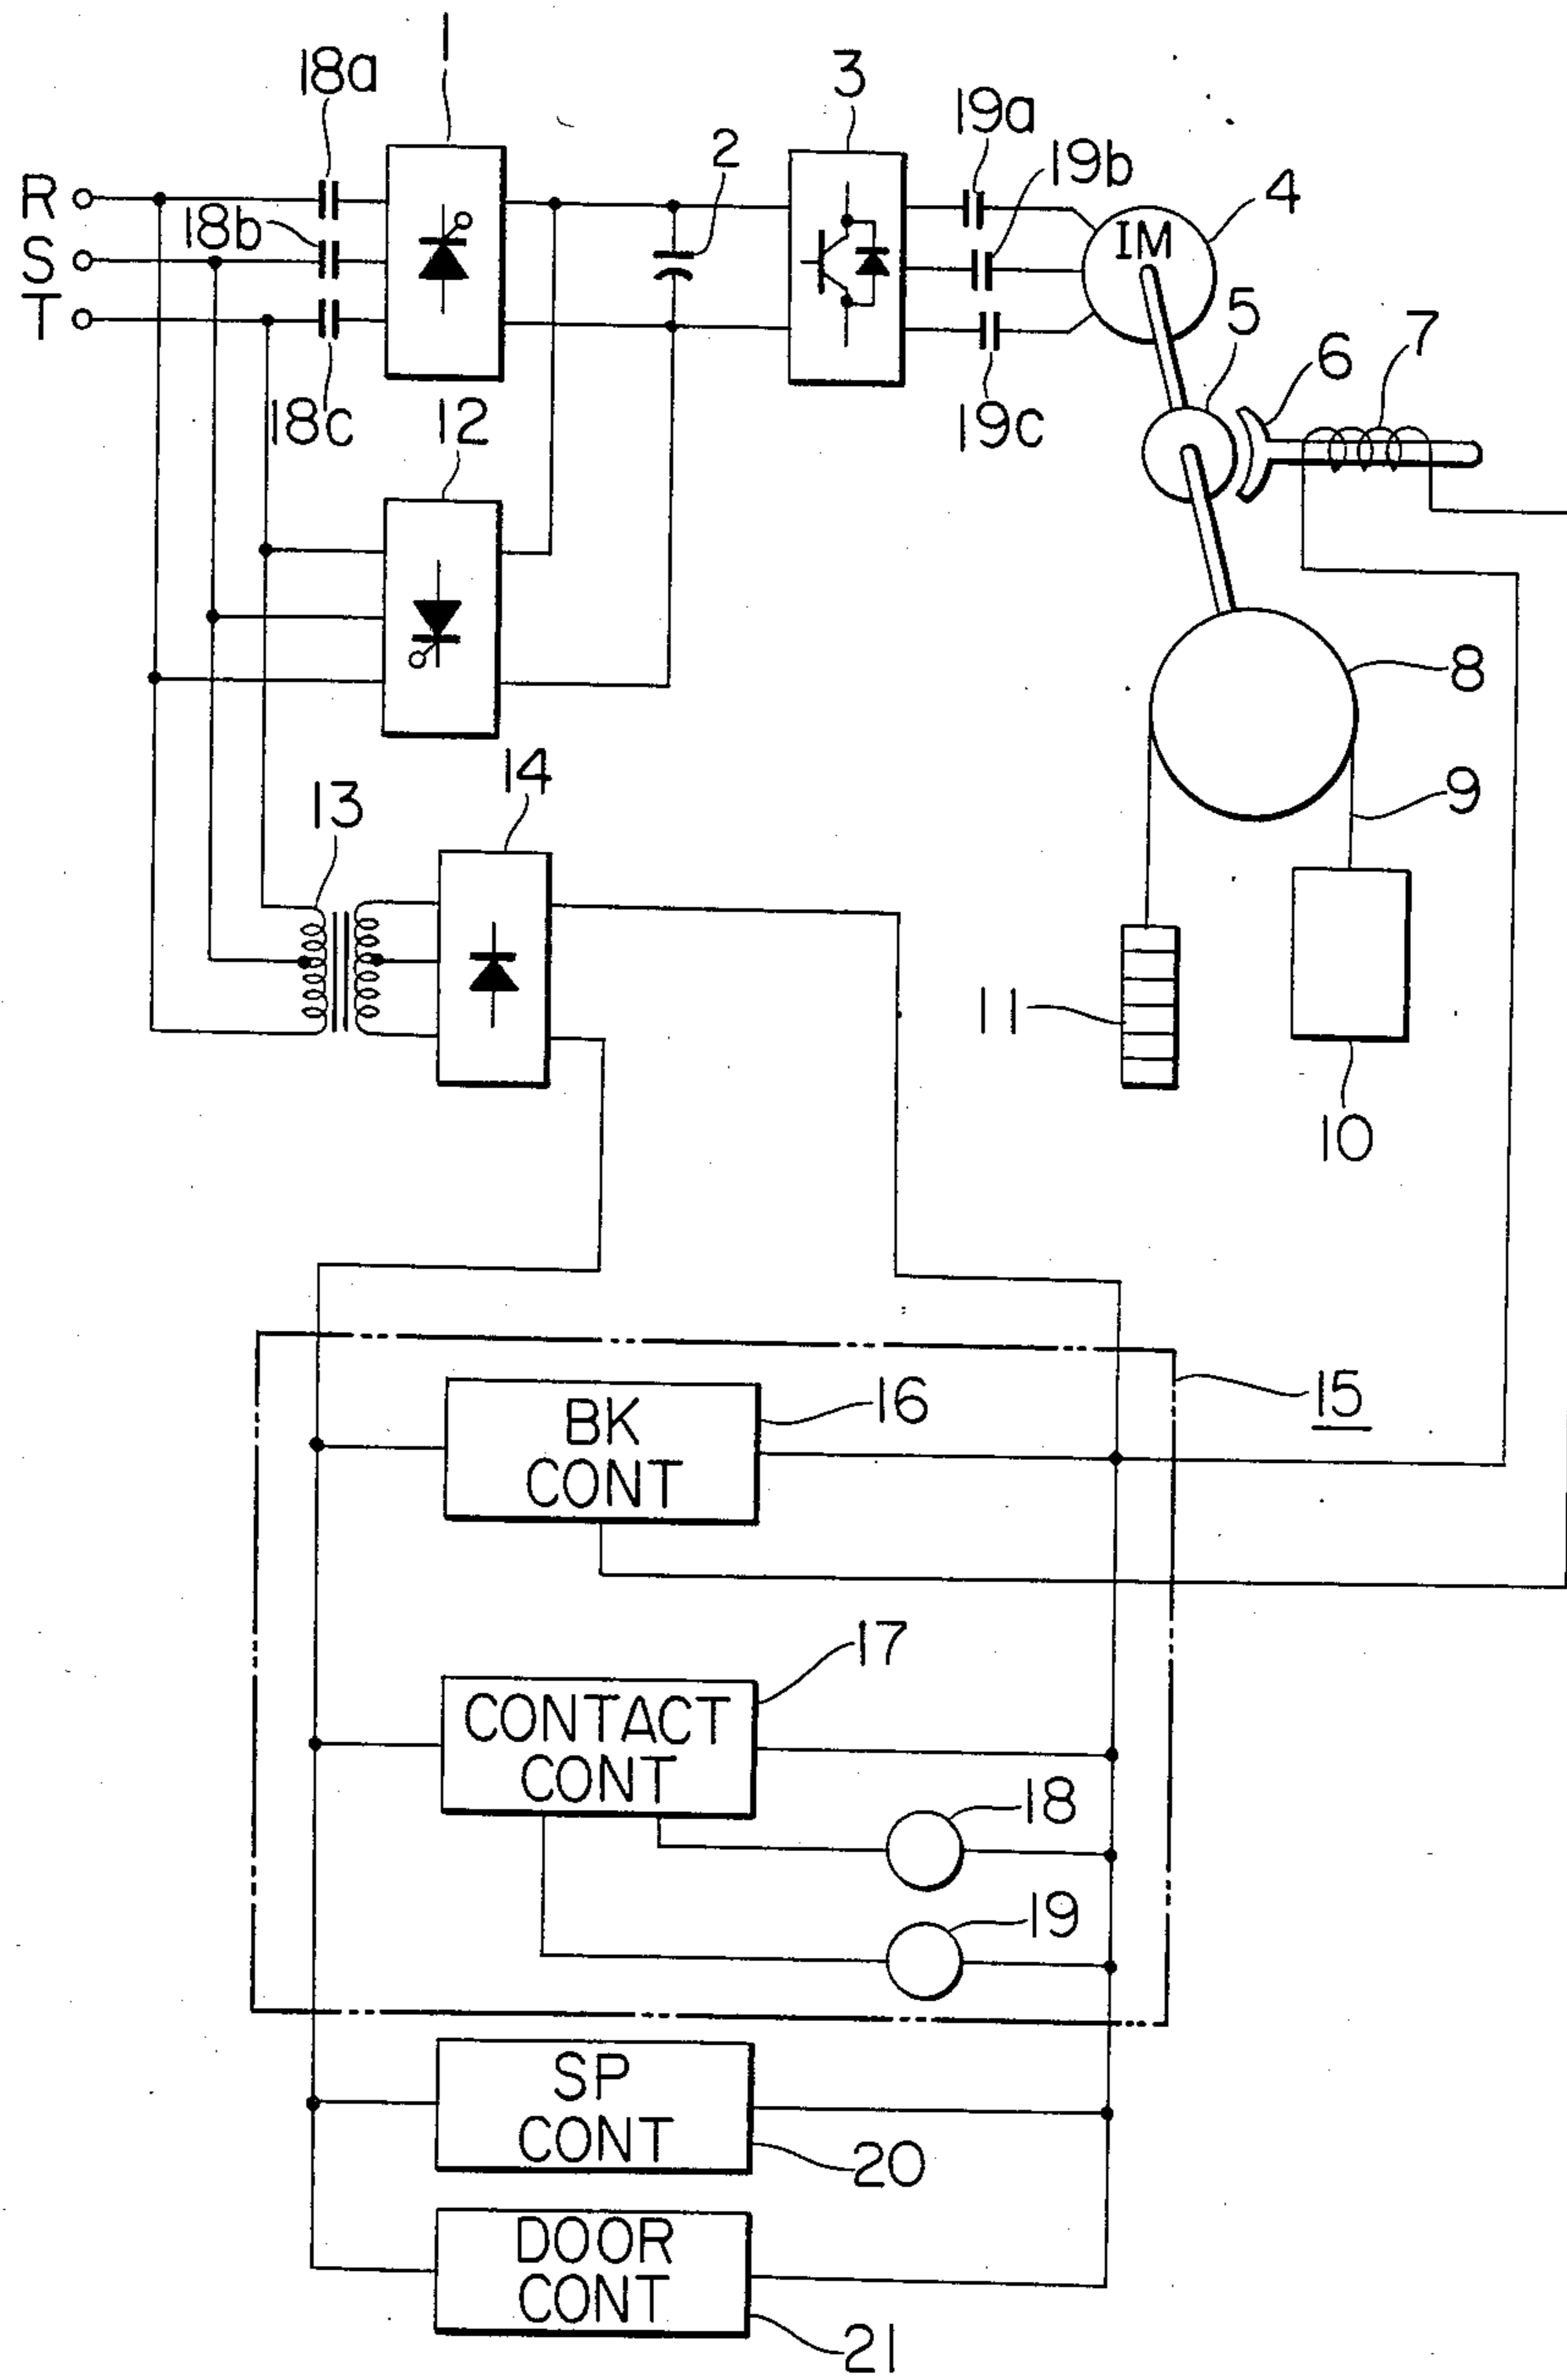 1
18a
3
2
19a
19b
4
R
18b
IM
S
5
T
6
7
18c
12
19c
8
14
13
9
11
10
15
BK
CONT
16
17
CONTACT
CONT
18
19
SP
CONT
20
DOOR
CONT
21